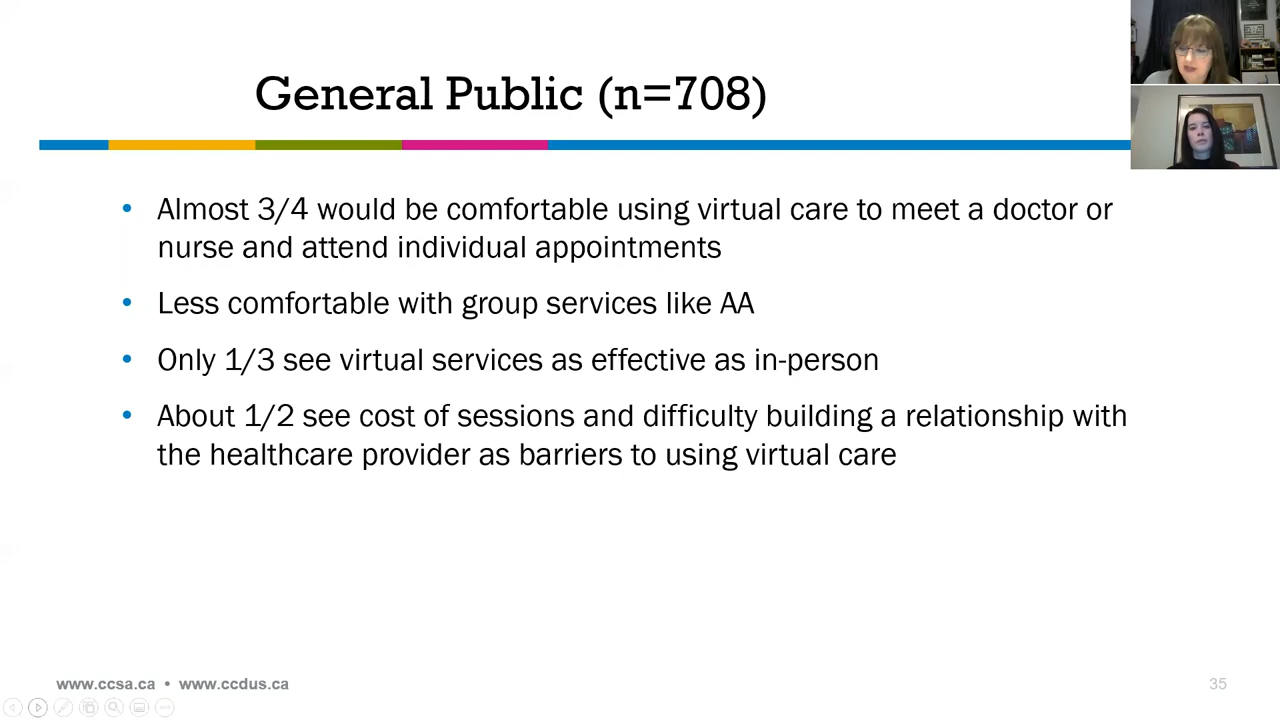 General Public (n=708)
• Almost 3/4 would be comfortable using virtual care to meet a doctor or
nurse and attend individual appointments
• Less comfortable with group services like AA
• Only 1/3 see virtual services as effective as in-person
• About 1/2 see cost of sessions and difficulty building a relationship with
the healthcare provider as barriers to using virtual care
www.ccsa.ca • www.ccdus.ca
35